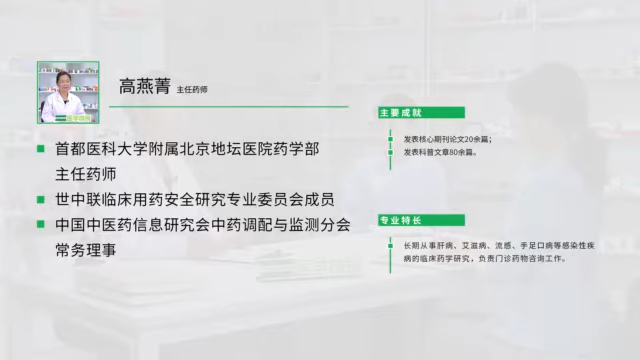 高燕菁 主任药师
首都医科大学附属北京地坛医院药学部
主任药师
世中联临床用药安全研究专业委员会成员
中国中医药信息研究会中药调配与监测分会
常务理事
主要成就
发表核心期刊论文20余篇；
发表科普文章80余篇。
专业特长
长期从事肝病、艾滋病、流感、手足口病等感染性疾
病的临床药学研究，负责门诊药物咨询工作。